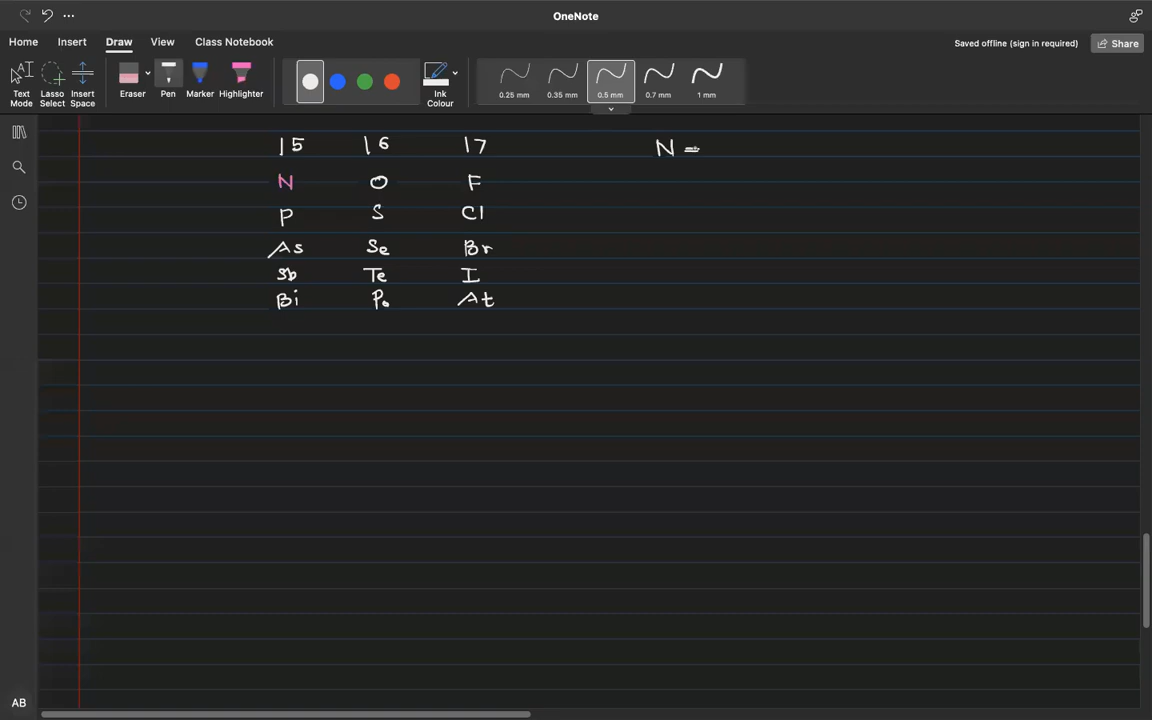 OneNote
Home Insert Draw View Class Notebook Saved offline (sign in required) Share
Text Mode Lasso Select Insert Space Eraser Pen Marker Highlighter Ink Colour 0.25 mm 0.35 mm 0.5 mm 0.7 mm 1 mm
15 16 17 N =
N O F
P S Cl
As Se Br
Sb Te I
Bi Po At
AB